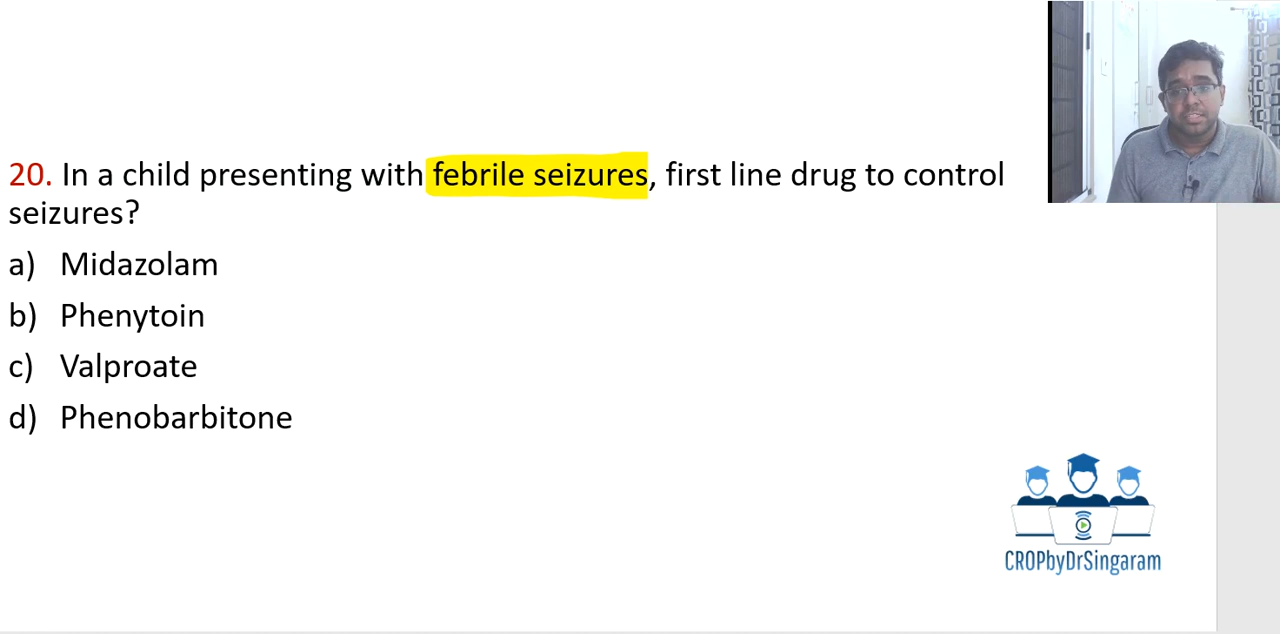 20. In a child presenting with febrile seizures, first line drug to control
seizures?
a) Midazolam
b) Phenytoin
c) Valproate
d) Phenobarbitone
CROPbyDrSingaram